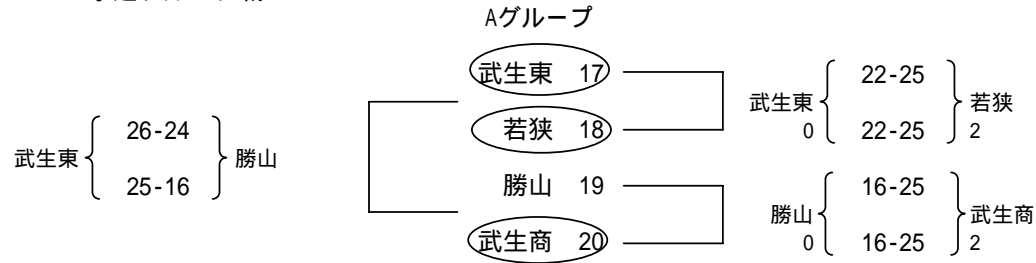 Aグループ
武生東 17
若狭 18
勝山 19
武生商 20
武生東 26-24 勝山
25-16
武生東 22-25 若狭
0 22-25 2
勝山 16-25 武生商
0 16-25 2